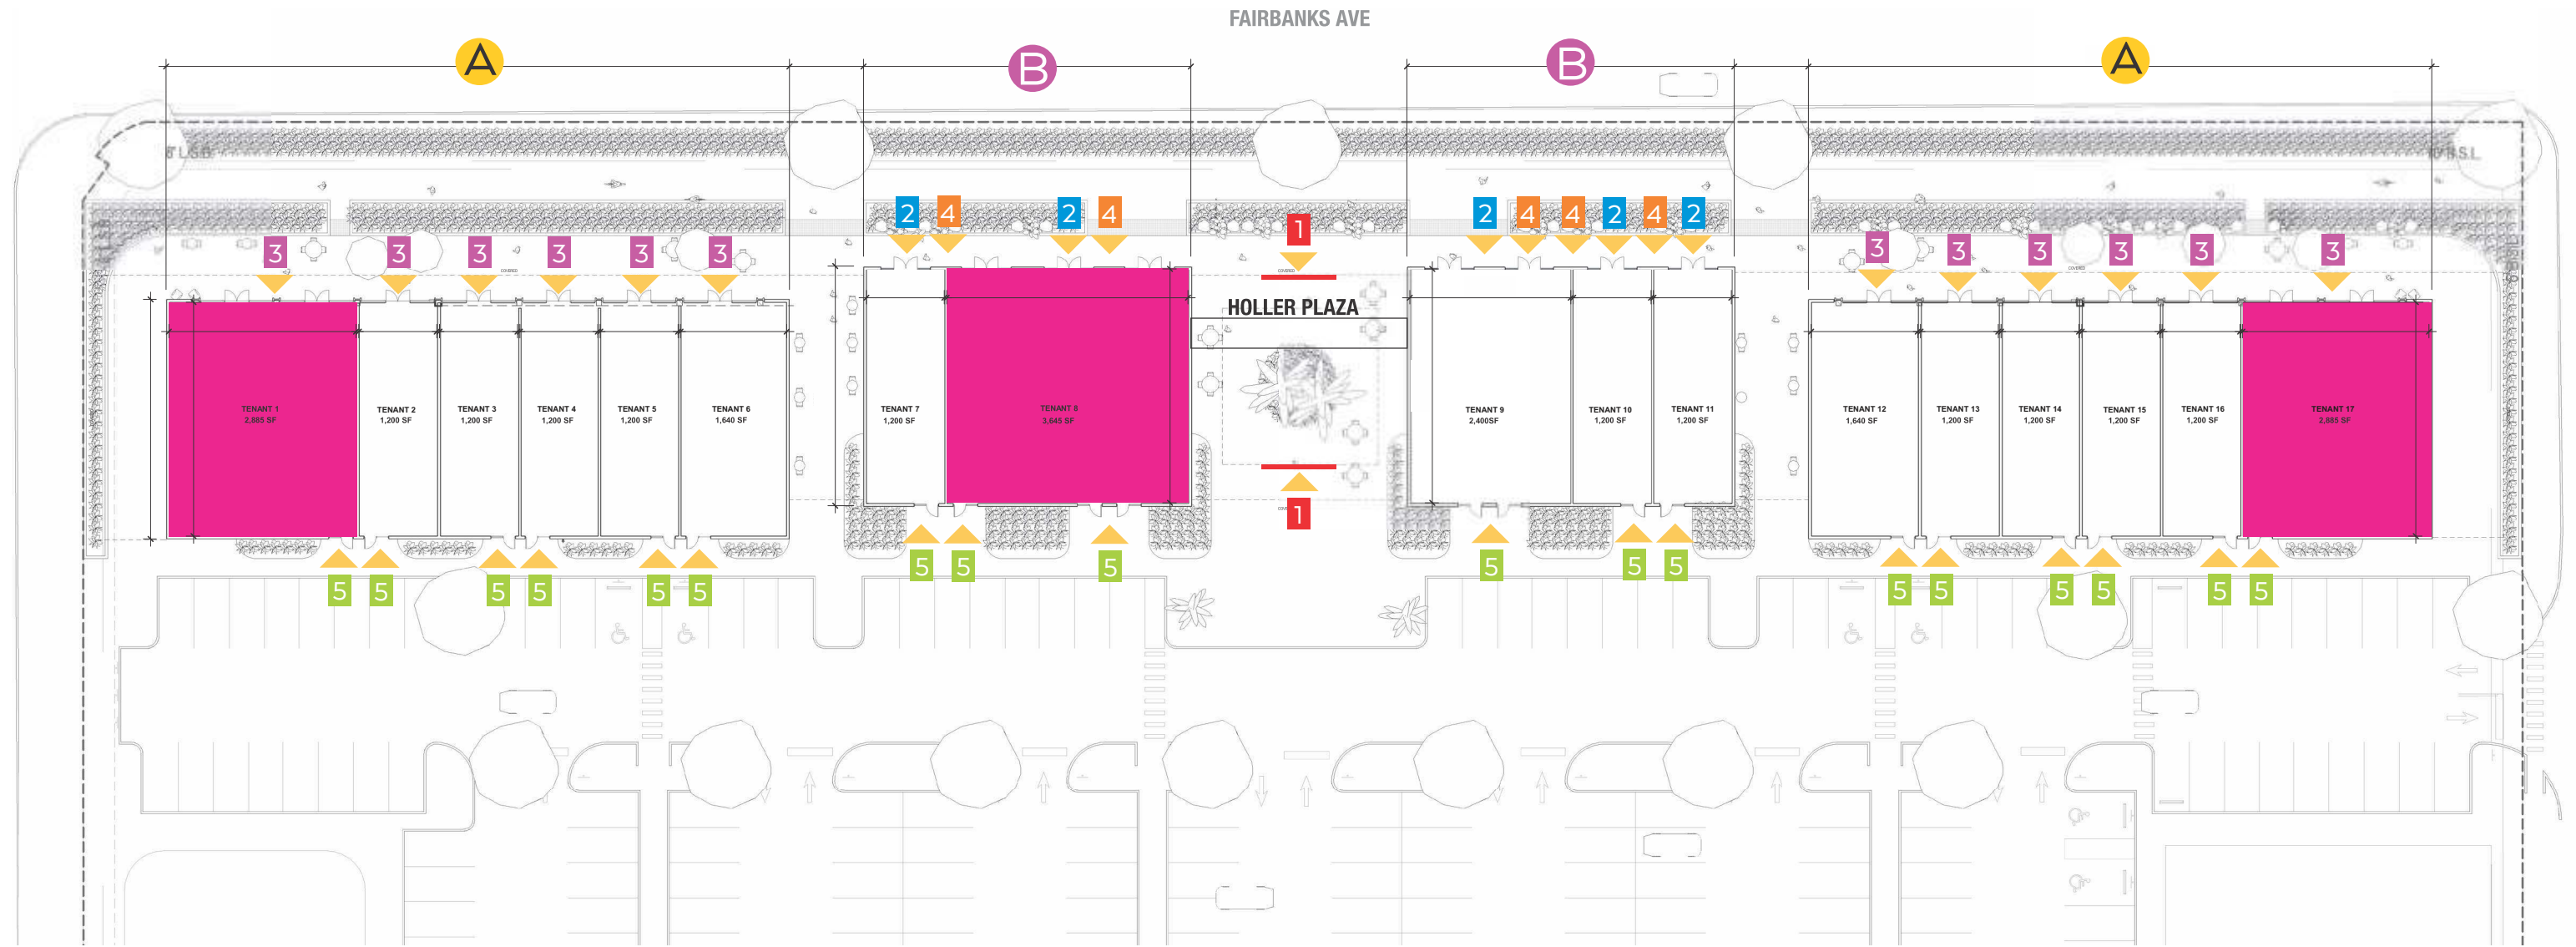 FAIRBANKS AVE
A
B
B
A
2 4 2 4 2 4 4 2 4 2
1
3 3 3 3 3 3
3 3 3 3 3 3
COVERED
COVERED
COVERED
HOLLER PLAZA
TENANT 1
2,885 SF
TENANT 2
1,200 SF
TENANT 3
1,200 SF
TENANT 4
1,200 SF
TENANT 5
1,200 SF
TENANT 6
1,640 SF
TENANT 7
1,200 SF
TENANT 8
3,645 SF
TENANT 9
2,400SF
TENANT 10
1,200 SF
TENANT 11
1,200 SF
TENANT 12
1,640 SF
TENANT 13
1,200 SF
TENANT 14
1,200 SF
TENANT 15
1,200 SF
TENANT 16
1,200 SF
TENANT 17
2,885 SF
1
5 5 5 5 5 5
5 5 5
5 5 5
5 5 5 5 5 5